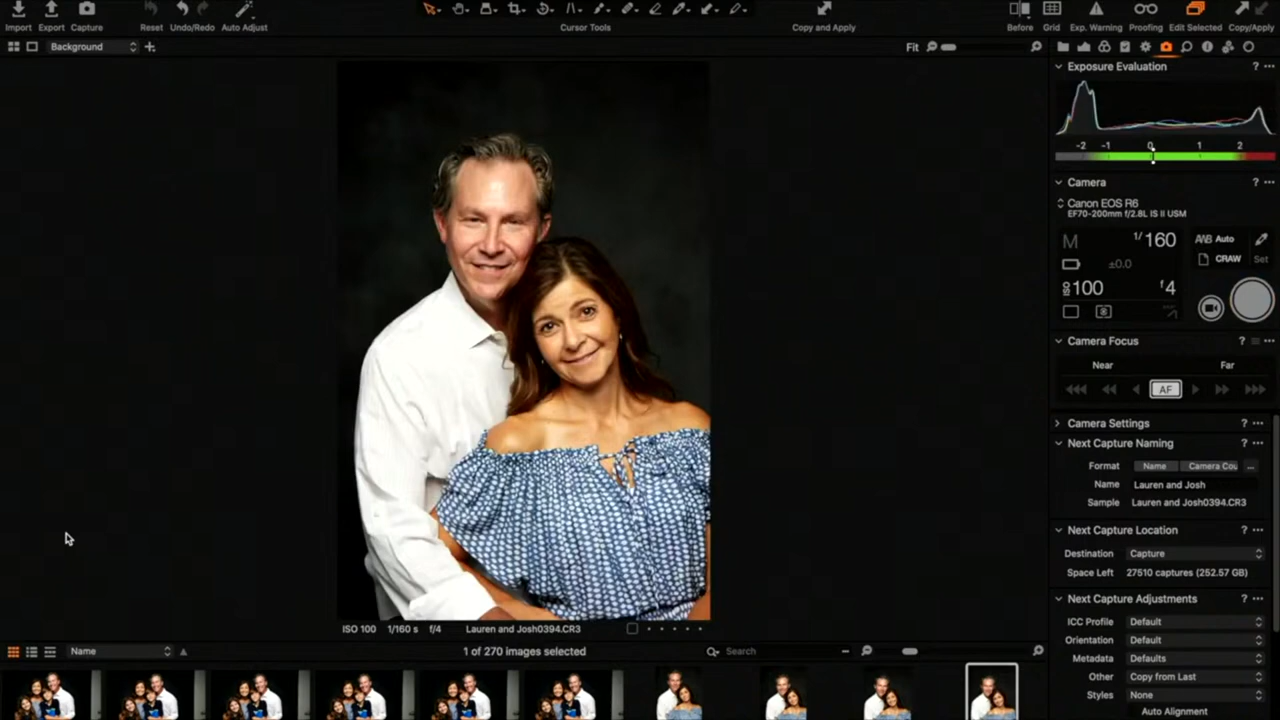 Import Export Capture Reset Undo/Redo Auto Adjust Cursor Tools Copy and Apply Before Grid Exp. Warning Proofing Edit Selected Copy/Apply
Background Fit
Exposure Evaluation ? ...
-2 -1 0 1 2
Camera ? ...
Canon EOS R6
EF70-200mm f/2.8L IS II USM
M 1/160 AWB Auto
±0.0 CRAW Set
ISO 100 f4
Camera Focus ? ...
Near Far
AF
Camera Settings ? ...
Next Capture Naming ? ...
Format Name Camera Cou ...
Name Lauren and Josh
Sample Lauren and Josh0394.CR3
Next Capture Location ? ...
Destination Capture
Space Left 27510 captures (252.57 GB)
Next Capture Adjustments ? ...
ICC Profile Default
Orientation Default
Metadata Defaults
Other Copy from Last
Styles None
Auto Alignment
ISO 100 1/160 s f/4 Lauren and Josh0394.CR3
Name 1 of 270 images selected Search